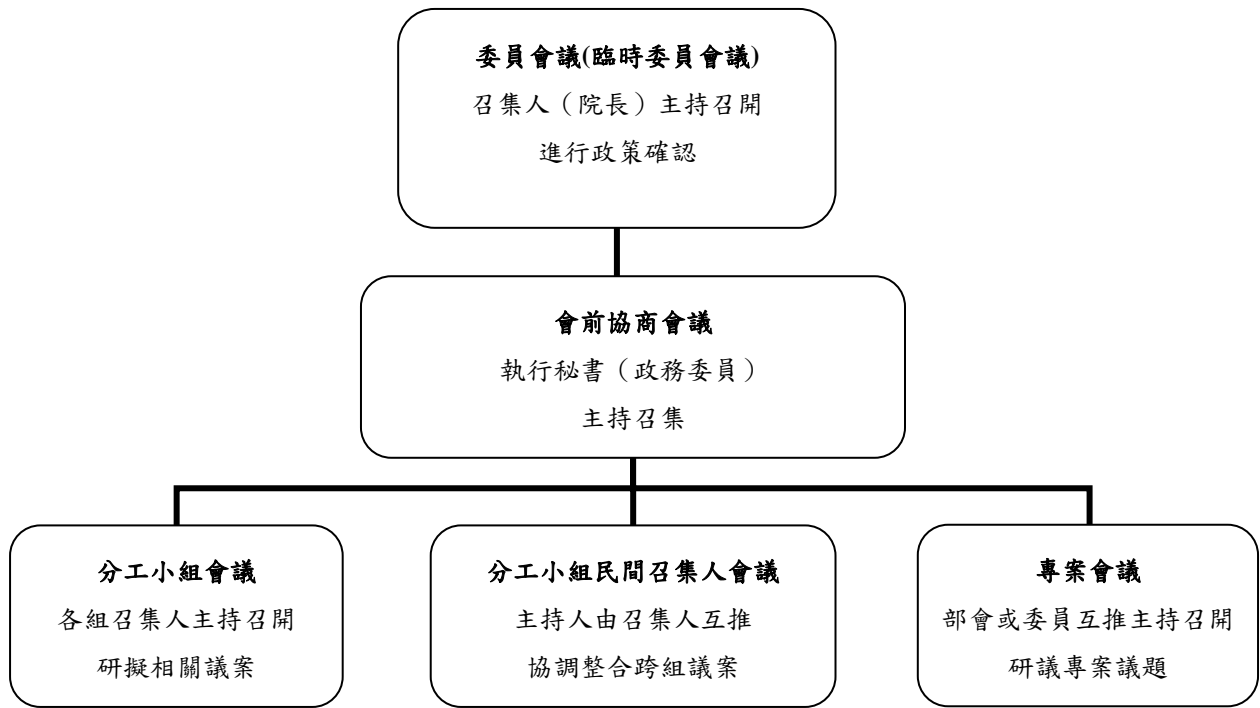 委員會議(臨時委員會議)
召集人（院長）主持召開
進行政策確認
會前協商會議
執行秘書（政務委員）
主持召集
分工小組會議
各組召集人主持召開
研擬相關議案
分工小組民間召集人會議
主持人由召集人互推
協調整合跨組議案
專案會議
部會或委員互推主持召開
研議專案議題